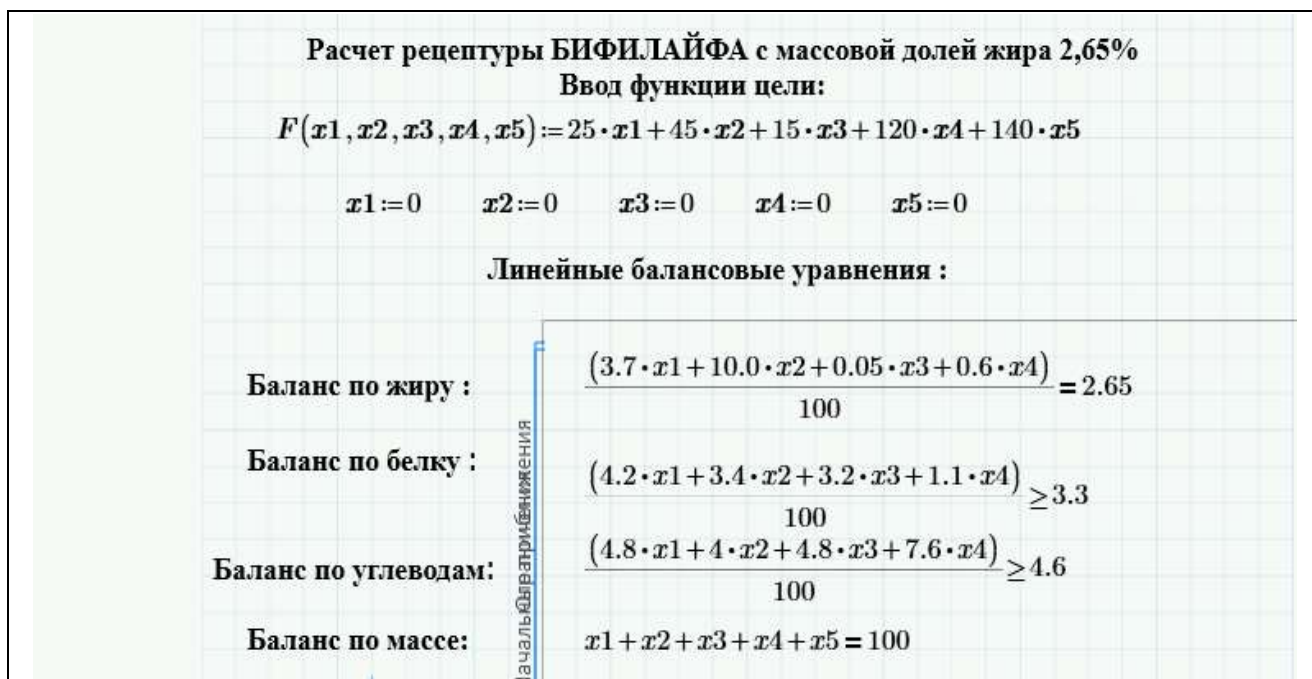 Расчет рецептуры БИФИЛАЙФА с массовой долей жира 2,65%
Ввод функции цели:
F(x1,x2,x3,x4,x5):=25·x1+45·x2+15·x3+120·x4+140·x5
x1:=0 x2:=0 x3:=0 x4:=0 x5:=0
Линейные балансовые уравнения :
Баланс по жиру : (3.7·x1+10.0·x2+0.05·x3+0.6·x4)/100=2.65
Баланс по белку : (4.2·x1+3.4·x2+3.2·x3+1.1·x4)/100≥3.3
Баланс по углеводам: (4.8·x1+4·x2+4.8·x3+7.6·x4)/100≥4.6
Баланс по массе: x1+x2+x3+x4+x5=100